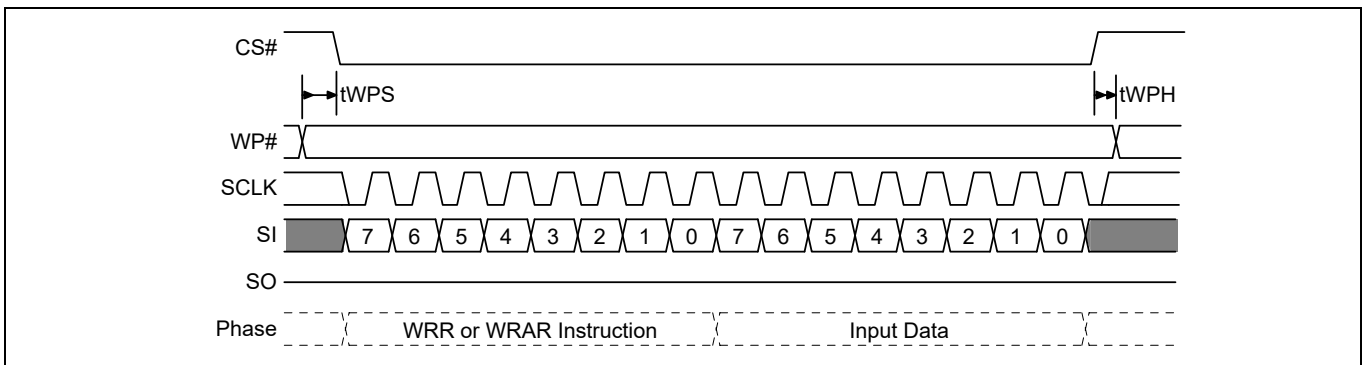 CS#
tWPS tWPH
WP#
SCLK
SI 7 6 5 4 3 2 1 0 7 6 5 4 3 2 1 0
SO
Phase WRR or WRAR Instruction Input Data